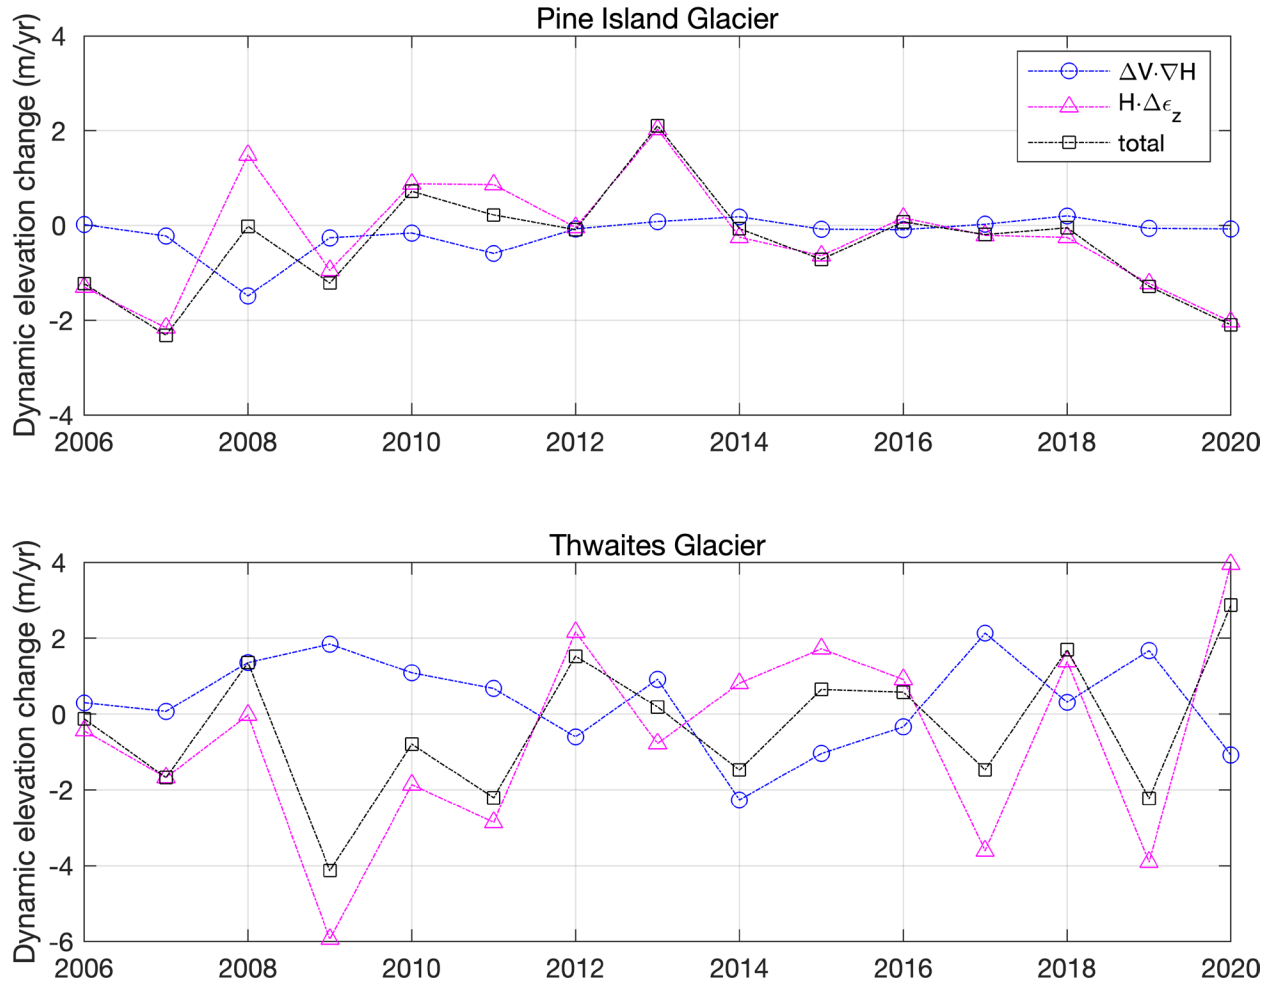 Pine Island Glacier
Dynamic elevation change (m/yr)
4
2
0
-2
-4
2006 2008 2010 2012 2014 2016 2018 2020
ΔV·∇H
H·Δϵz
total
Thwaites Glacier
Dynamic elevation change (m/yr)
4
2
0
-2
-4
-6
2006 2008 2010 2012 2014 2016 2018 2020